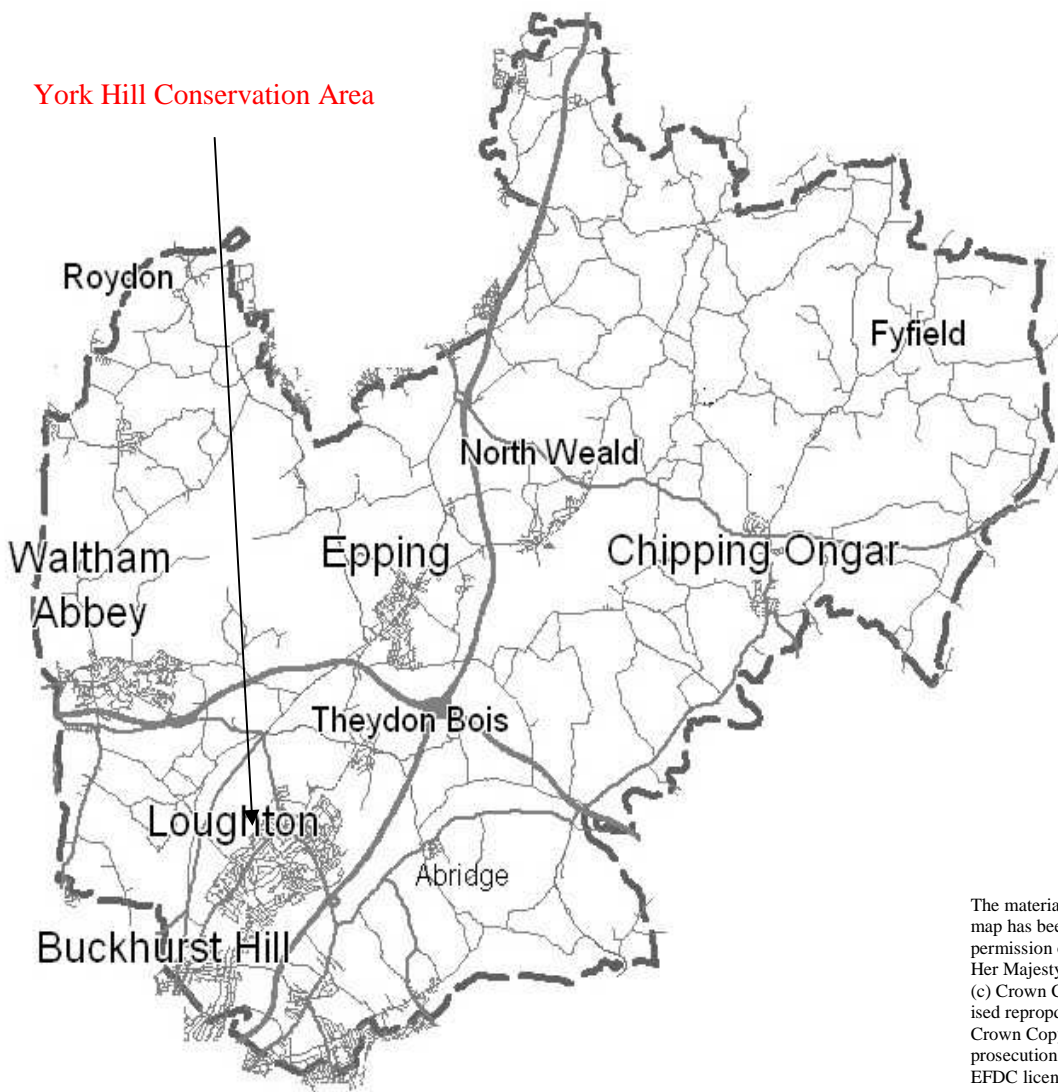 York Hill Conservation Area
Roydon
Fyfield
North Weald
Waltham
Abbey
Epping
Chipping Ongar
Theydon Bois
Loughton
Abridge
Buckhurst Hill
The materia
map has bee
permission
Her Majesty
(c) Crown C
ised reprpod
Crown Cop
prosecution
EFDC licen